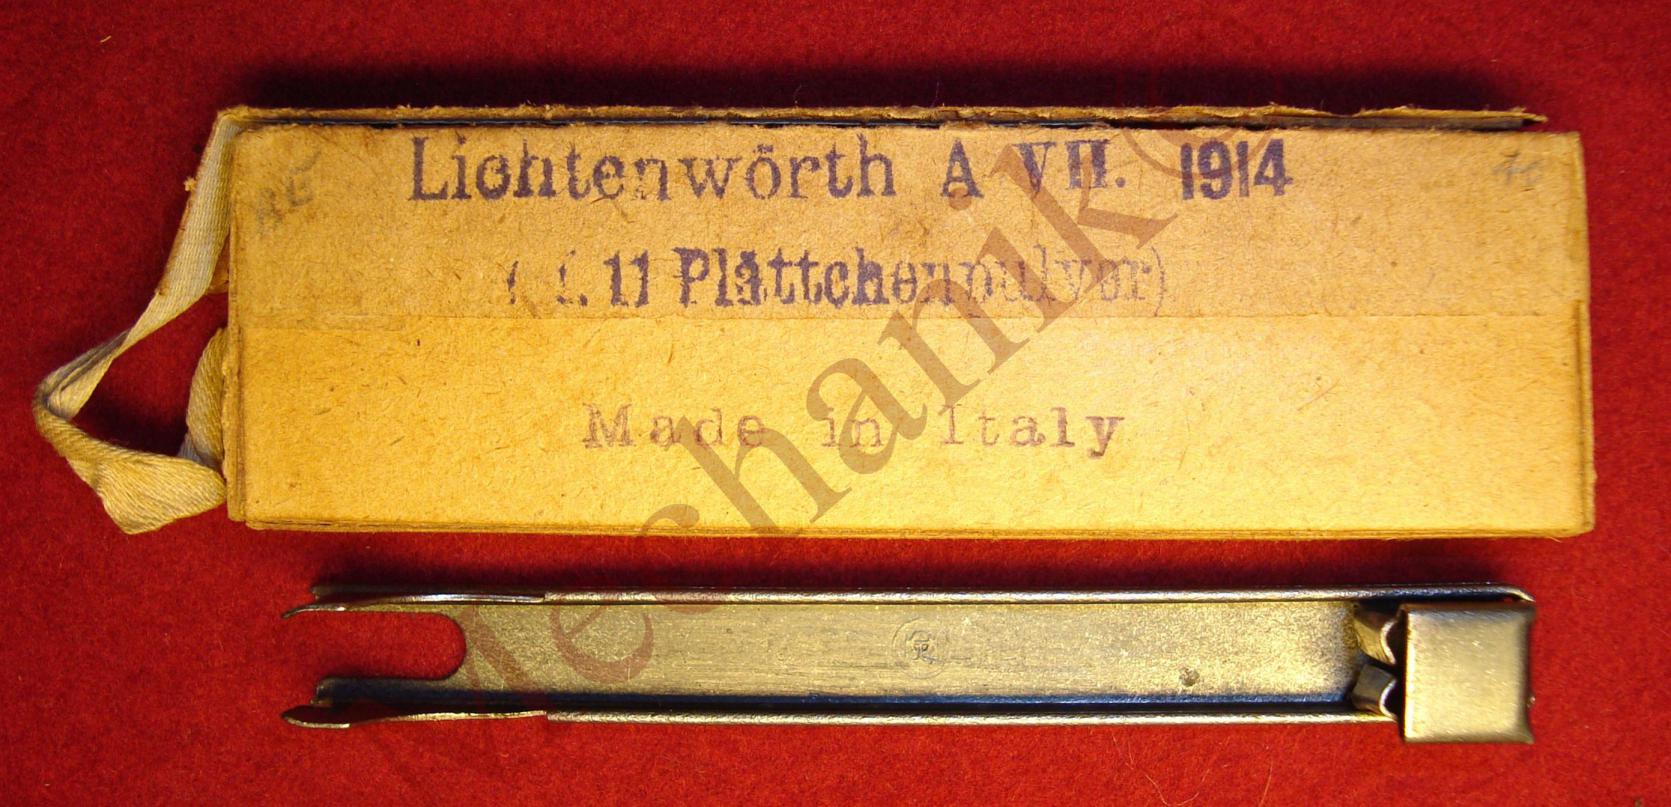 Lichtenwörth A VII. 1914
11 Plättchenpulver)
Made in Italy